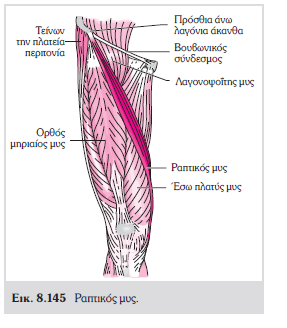 Τείνων
την πλατεία
περιτονία
Πρόσθια άνω
λαγόνια άκανθα
Βουβωνικός
σύνδεσμος
Λαγονοψοΐτης μυς
Ορθός
μηριαίος μυς
Ραπτικός μυς
Έσω πλατύς μυς
Εικ. 8.145 Ραπτικός μυς.